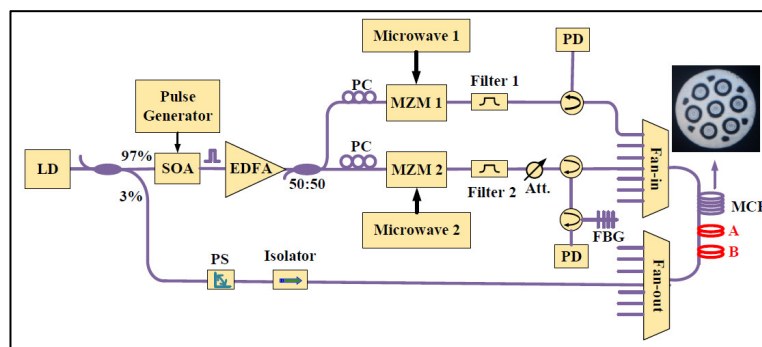 Microwave 1
PD
Pulse
Generator
PC
Filter 1
MZM 1
LD
97%
SOA
EDFA
50:50
PC
MZM 2
Filter 2
Att.
Fan-in
3%
Microwave 2
FBG
PD
MCF
A
B
PS
Isolator
Fan-out